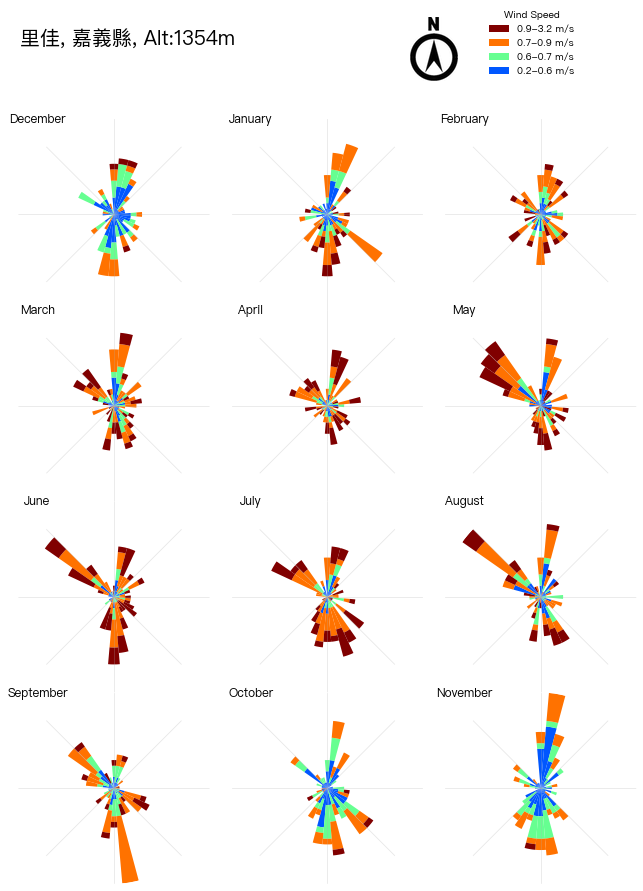 里佳, 嘉義縣, Alt:1354m
N
Wind Speed
0.9–3.2 m/s
0.7–0.9 m/s
0.6–0.7 m/s
0.2–0.6 m/s
December
January
February
March
April
May
June
July
August
September
October
November